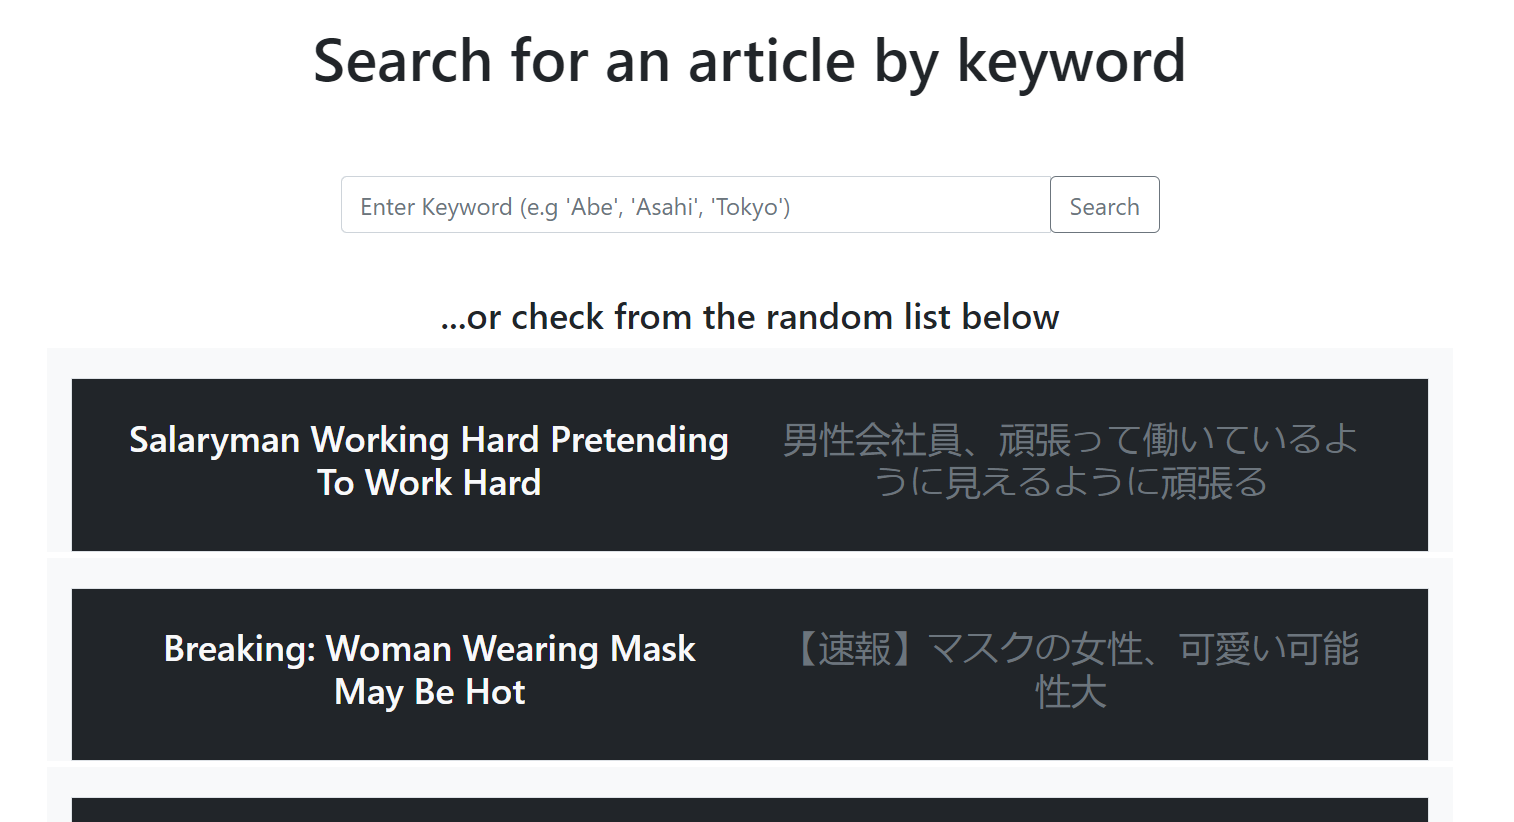 Search for an article by keyword
Enter Keyword (e.g 'Abe', 'Asahi', 'Tokyo')
Search
...or check from the random list below
Salaryman Working Hard Pretending
To Work Hard
男性会社員、頑張って働いているよ
うに見えるように頑張る
Breaking: Woman Wearing Mask
May Be Hot
【速報】マスクの女性、可愛い可能
性大